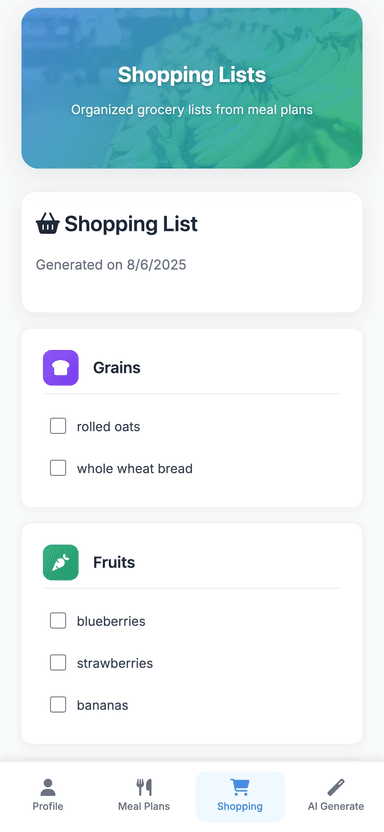 Shopping Lists
Organized grocery lists from meal plans
Shopping List
Generated on 8/6/2025
Grains
rolled oats
whole wheat bread
Fruits
blueberries
strawberries
bananas
Profile
Meal Plans
Shopping
AI Generate